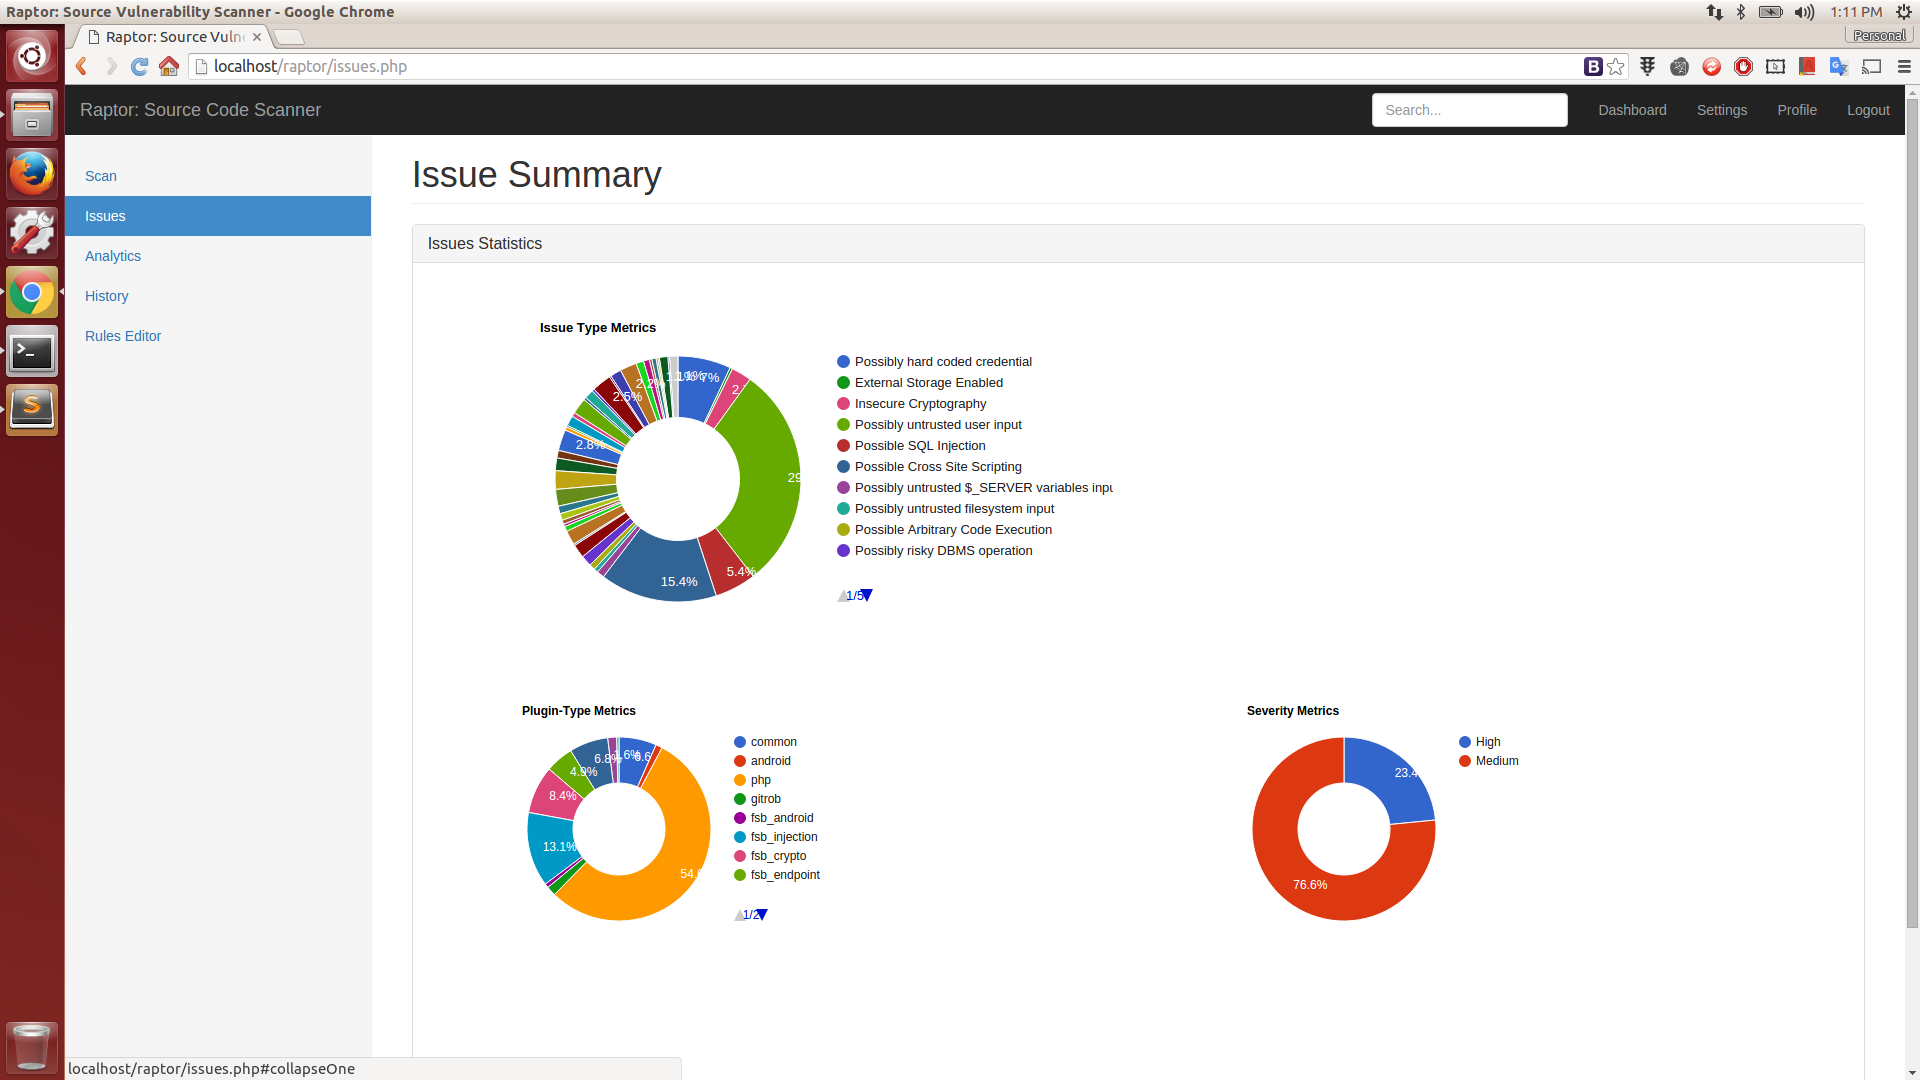 Raptor: Source Vulnerability Scanner - Google Chrome
1:11 PM
Raptor: Source Vuln
Personal
localhost/raptor/issues.php
Raptor: Source Code Scanner
Search...
Dashboard
Settings
Profile
Logout
Scan
Issues
Analytics
History
Rules Editor
Issue Summary
Issues Statistics
Issue Type Metrics
2.8%
2.5%
15.4%
5.4%
29
Possibly hard coded credential
External Storage Enabled
Insecure Cryptography
Possibly untrusted user input
Possible SQL Injection
Possible Cross Site Scripting
Possibly untrusted $_SERVER variables inpu
Possibly untrusted filesystem input
Possible Arbitrary Code Execution
Possibly risky DBMS operation
1/5
Plugin-Type Metrics
6.8%
4.9%
8.4%
13.1%
54.
common
android
php
gitrob
fsb_android
fsb_injection
fsb_crypto
fsb_endpoint
1/2
Severity Metrics
23.4
76.6%
High
Medium
localhost/raptor/issues.php#collapseOne